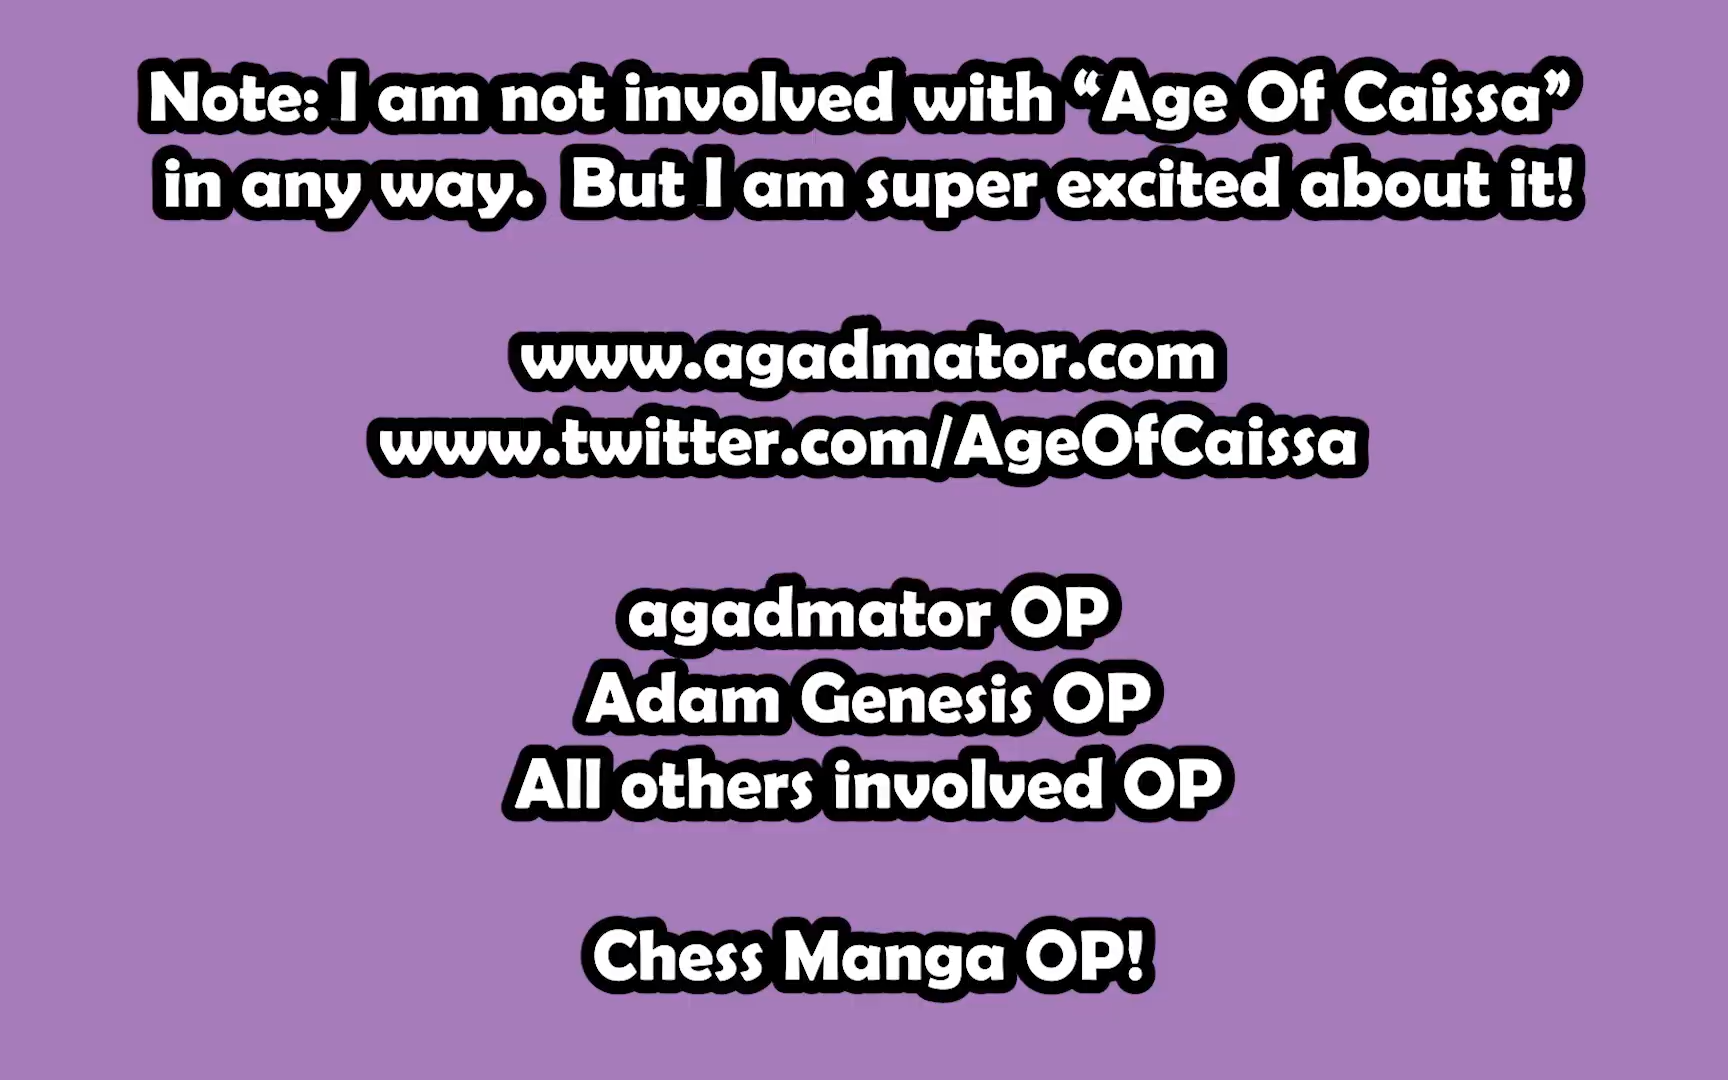 Note: I am not involved with “Age Of Caissa”
in any way.  But I am super excited about it!
www.agadmator.com
www.twitter.com/AgeOfCaissa
agadmator OP
Adam Genesis OP
All others involved OP
Chess Manga OP!